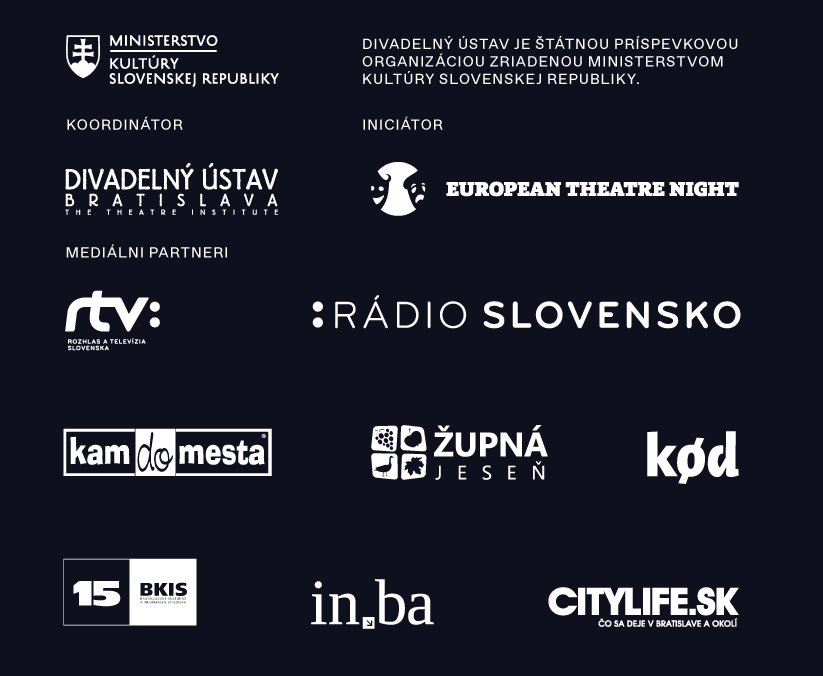 MINISTERSTVO
KULTÚRY
SLOVENSKEJ REPUBLIKY
DIVADELNÝ ÚSTAV JE ŠTÁTNOU PRÍSPEVKOVOU
ORGANIZÁCIOU ZRIADENOU MINISTERSTVOM
KULTÚRY SLOVENSKEJ REPUBLIKY.
KOORDINÁTOR
INICIÁTOR
DIVADELNÝ ÚSTAV
BRATISLAVA
THE THEATRE INSTITUTE
EUROPEAN THEATRE NIGHT
MEDIÁLNI PARTNERI
rtv:
ROZHLAS A TELEVÍZIA
SLOVENSKA
:RÁDIO SLOVENSKO
kam do mesta®
ŽUPNÁ
JESEŇ
kød
15
BKIS
in.ba
CITYLIFE.SK
ČO SA DEJE V BRATISLAVE A OKOLÍ